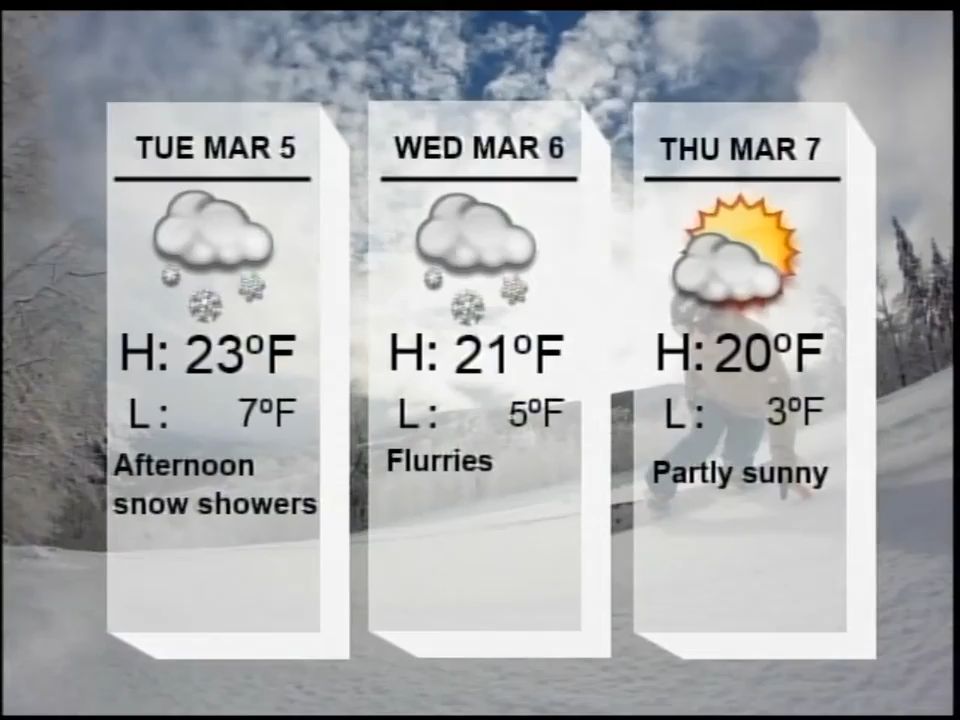 TUE MAR 5
H: 23ºF
L: 7ºF
Afternoon
snow showers
WED MAR 6
H: 21ºF
L: 5ºF
Flurries
THU MAR 7
H: 20ºF
L: 3ºF
Partly sunny